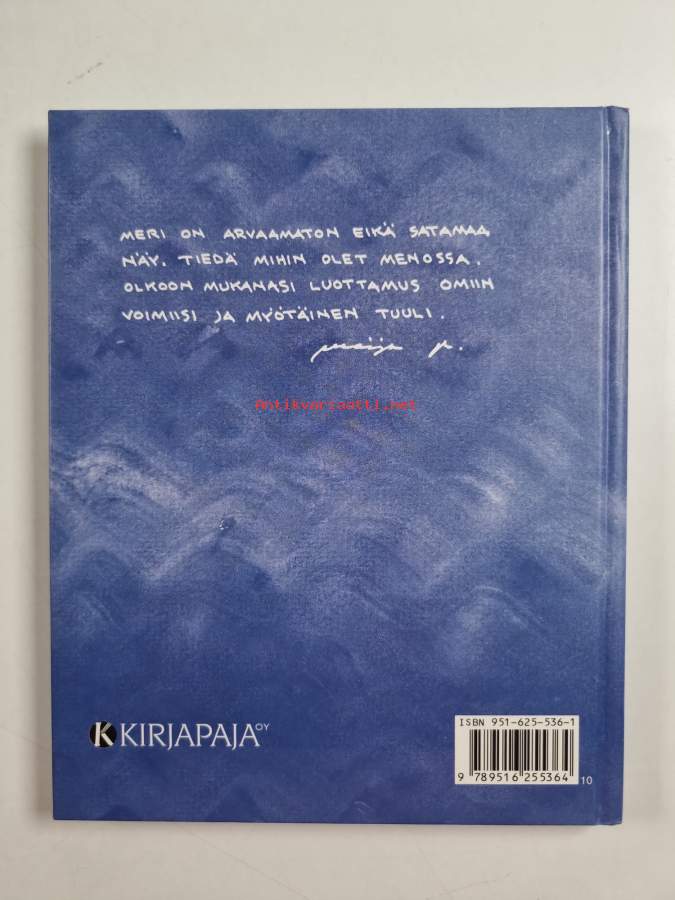 MERI ON ARVAAMATON EIKÄ SATAMAA
NÄY. TIEDÄ MIHIN OLET MENOSSA.
OLKOON MUKANASI LUOTTAMUS OMIIN
VOIMIISI JA MYÖTÄINEN TUULI.
maija p.
Antikvariaatti.net
ISBN 951-625-536-1
K KIRJAPAJA OY
9 789516 255364 10